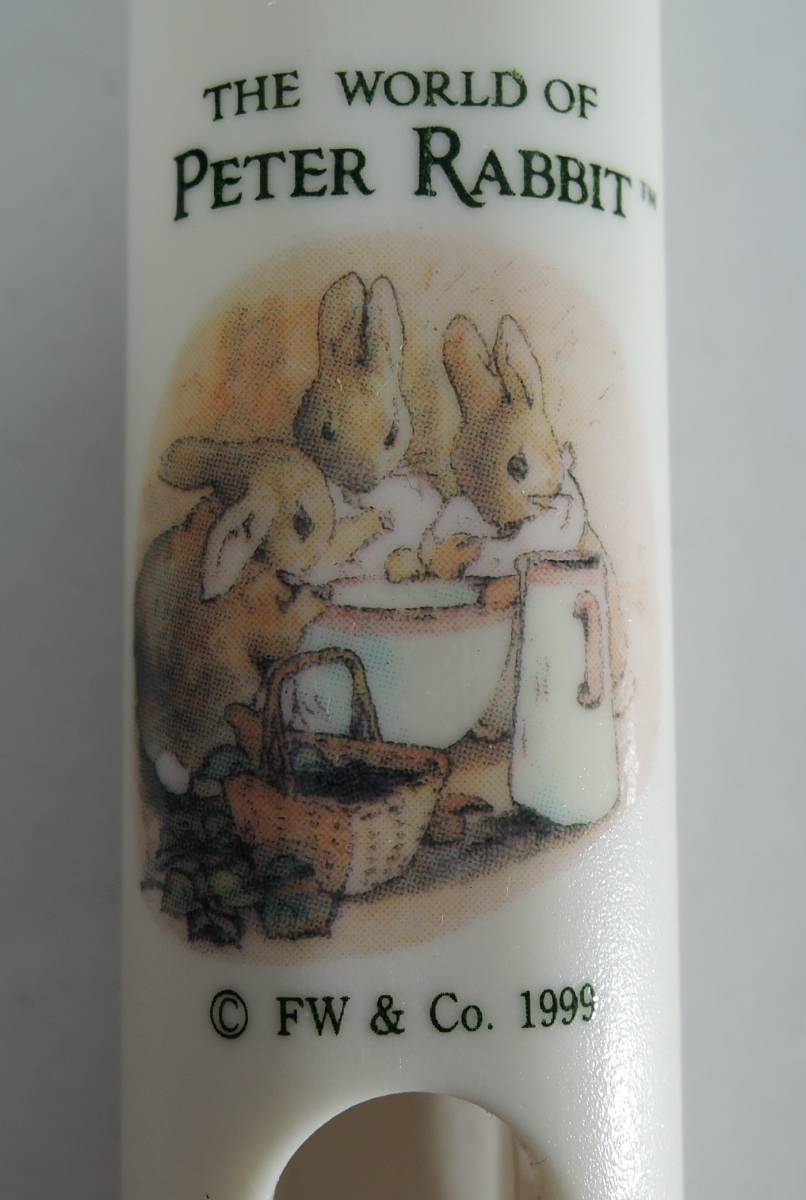 THE WORLD OF
PETER RABBIT™
© FW & Co. 1999